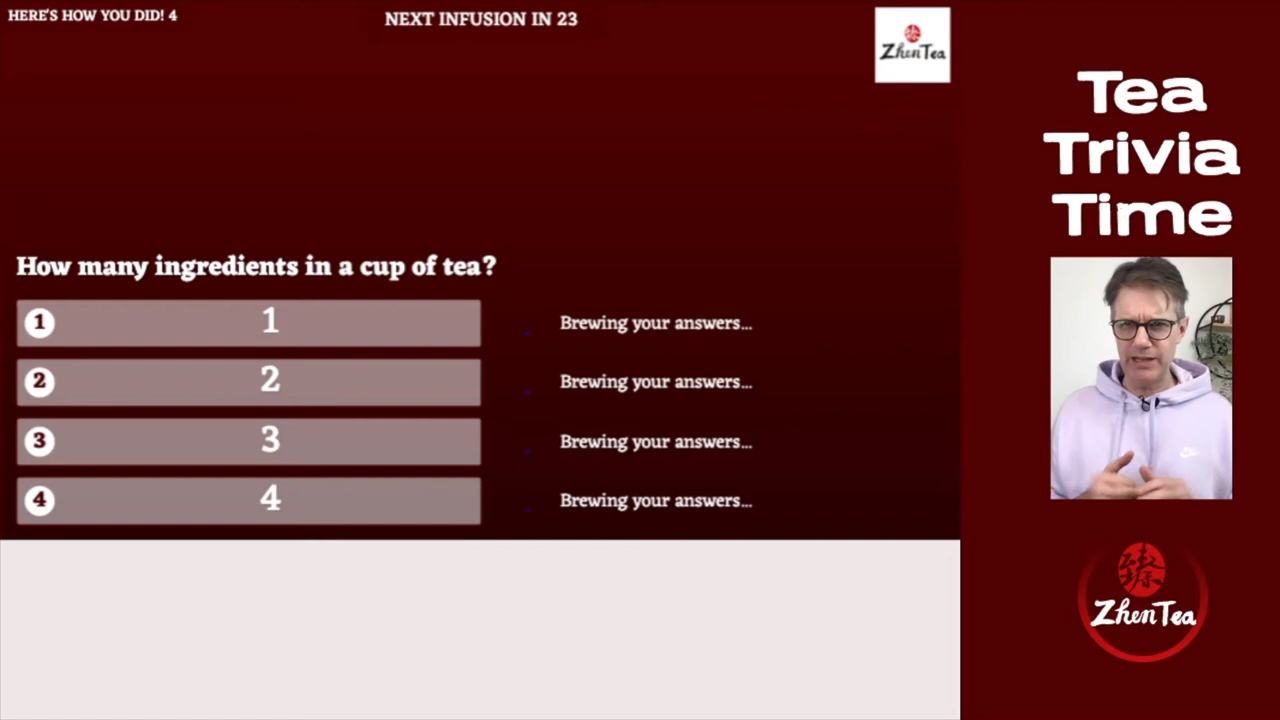 HERE'S HOW YOU DID! 4
NEXT INFUSION IN 23
臻
ZhenTea
Tea
Trivia
Time
How many ingredients in a cup of tea?
1 1 Brewing your answers...
2 2 Brewing your answers...
3 3 Brewing your answers...
4 4 Brewing your answers...
臻
ZhenTea